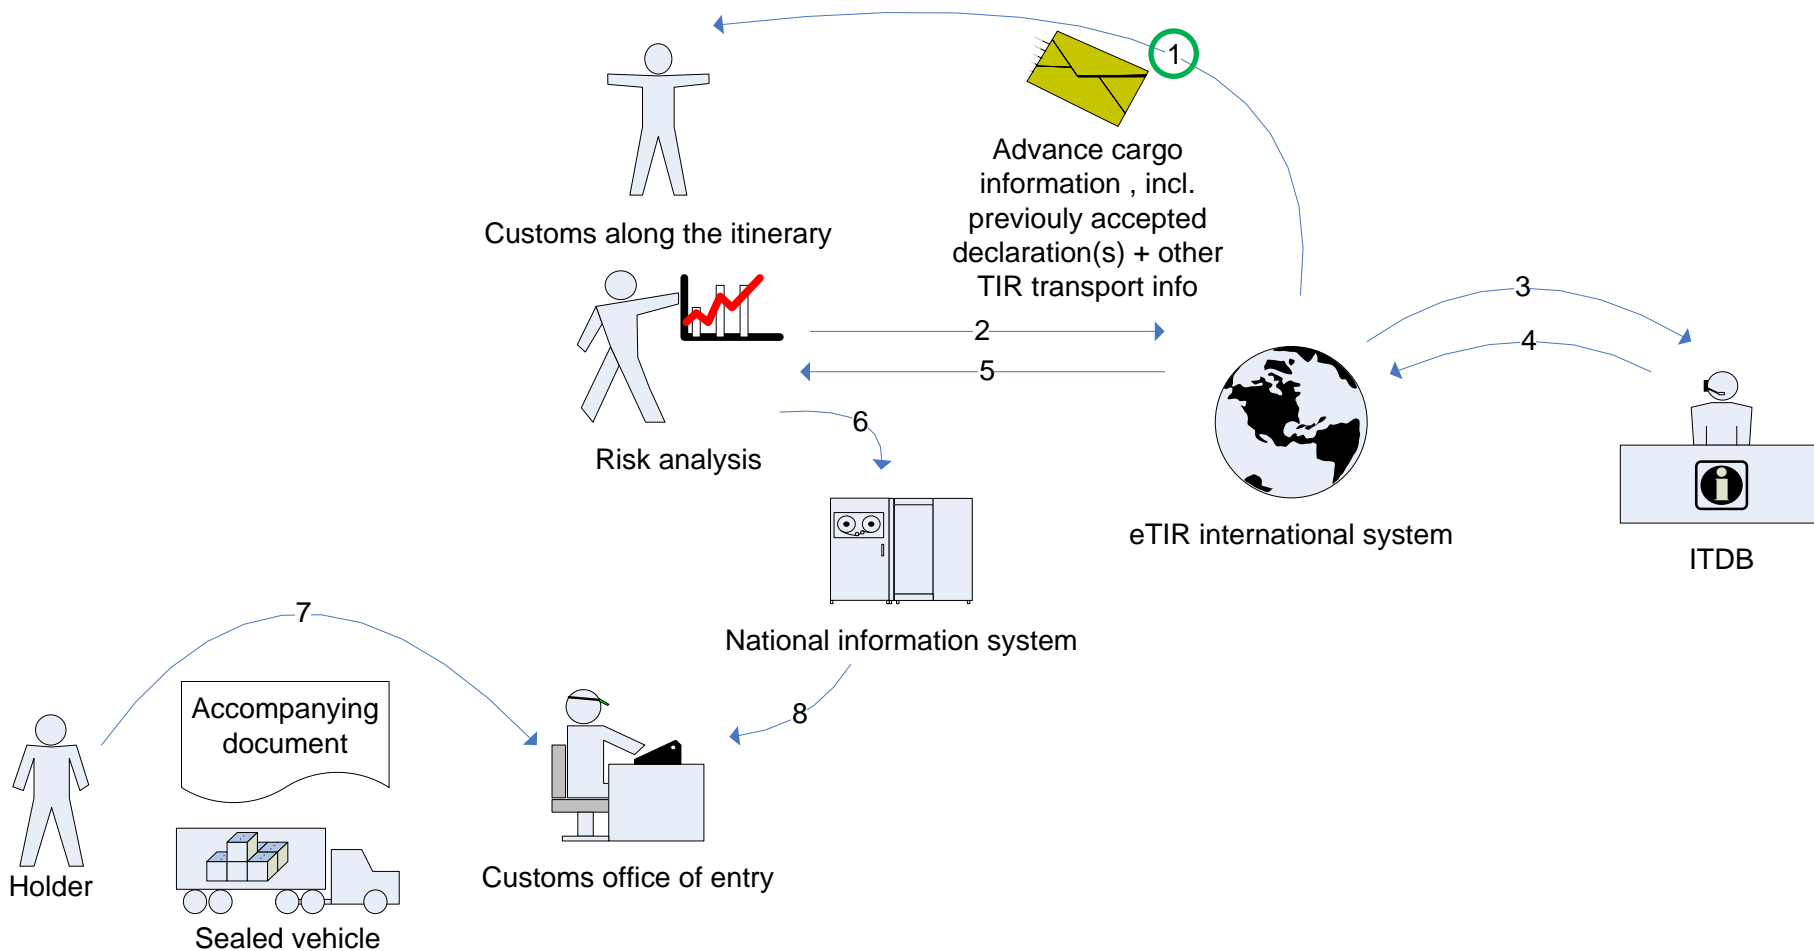 1
Advance cargo
information , incl.
previouly accepted
declaration(s) + other
TIR transport info
Customs along the itinerary
2
3
4
5
6
Risk analysis
eTIR international system
i
ITDB
National information system
7
8
Accompanying
document
Holder
Customs office of entry
Sealed vehicle